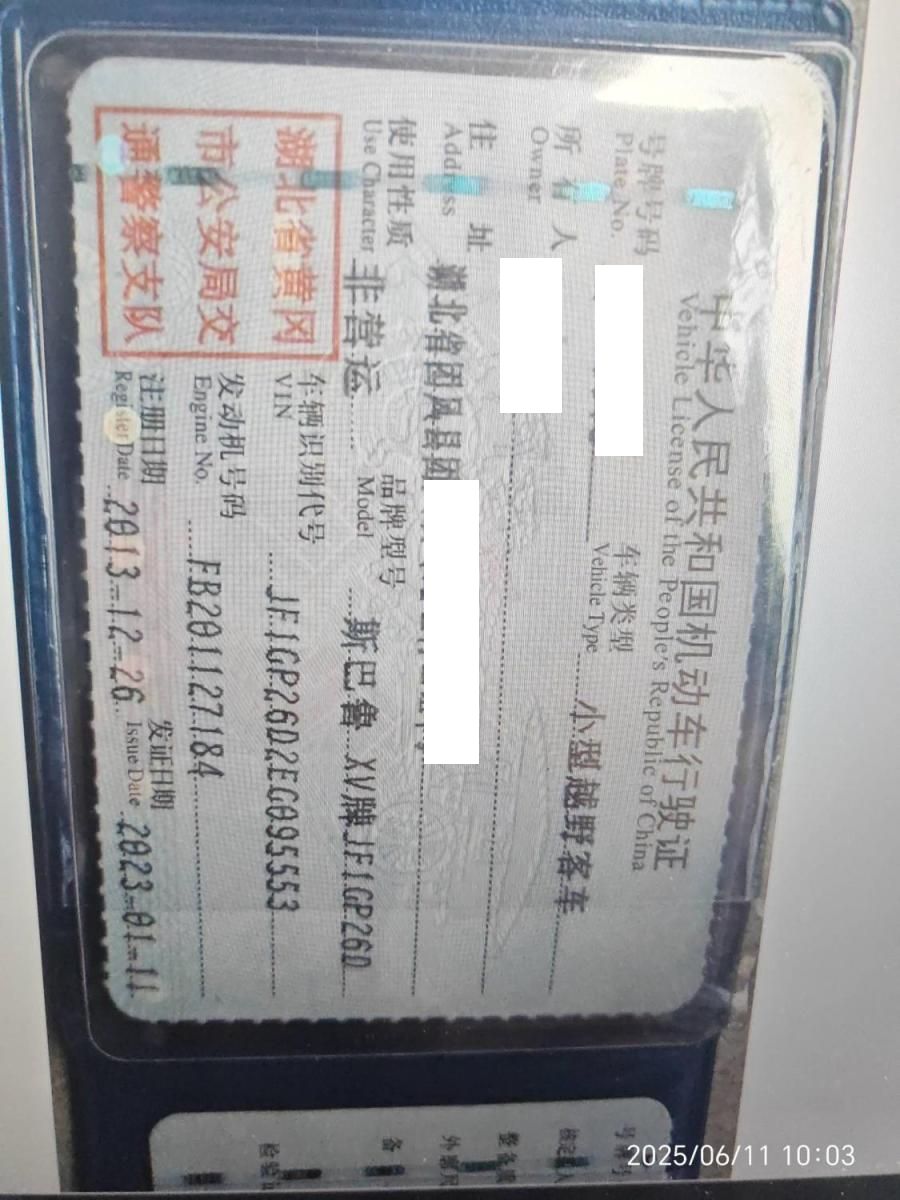 中华人民共和国机动车行驶证
Vehicle License of the People's Republic of China
号牌号码
Plate No.
车辆类型
Vehicle Type
小型越野客车
所有人
Owner
住址
Address
湖北省团风县团
使用性质
Use Character
非营运
品牌型号
Model
斯巴鲁 XV牌JF1GP26D
湖北省黄冈
市公安局交
通警察支队
车辆识别代号
VIN
JF1GP26D2EG095553
发动机号码
Engine No.
FB201127184
注册日期
Register Date
2013-12-26
发证日期
Issue Date
2023-01-11
2025/06/11 10:03